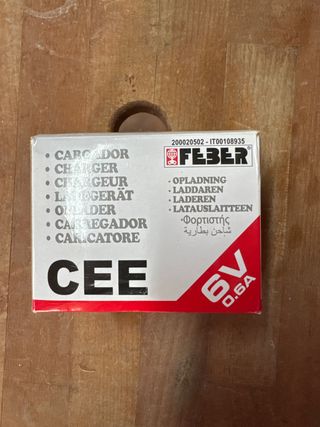 200020502 - IT00108935
FEBER®
• CARGADOR
• CHARGER
• CHARGEUR
• LADEGERÄT
• OPLADER
• CARREGADOR
• CARICATORE
• OPLADNING
• LADDAREN
• LADEREN
• LATAUSLAITTEEN
• Φορτιστής
شاحن بطارية •
CEE
6V
0.6A